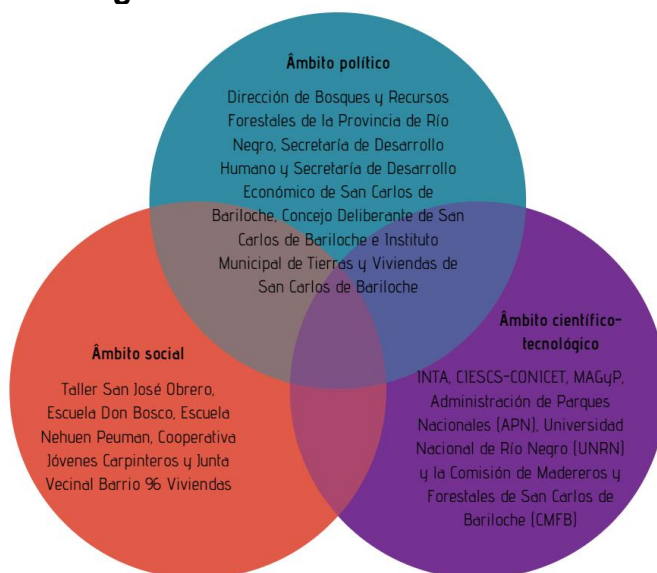 Âmbito político
Dirección de Bosques y Recursos
Forestales de la Provincia de Río
Negro, Secretaría de Desarrollo
Humano y Secretaría de Desarrollo
Económico de San Carlos de
Bariloche, Concejo Deliberante de San
Carlos de Bariloche e Instituto
Municipal de Tierras y Viviendas de
San Carlos de Bariloche
Âmbito social
Taller San José Obrero,
Escuela Don Bosco, Escuela
Nehuen Peuman, Cooperativa
Jóvenes Carpinteros y Junta
Vecinal Barrio 96 Viviendas
Âmbito científico-
tecnológico
INTA, CIESCS-CONICET, MAGyP,
Administración de Parques
Nacionales (APN), Universidad
Nacional de Río Negro (UNRN)
y la Comisión de Madereros y
Forestales de San Carlos de
Bariloche (CMFB)